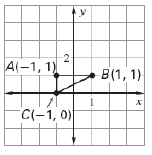 y
2
A(−1, 1)
B(1, 1)
1
x
C(−1, 0)